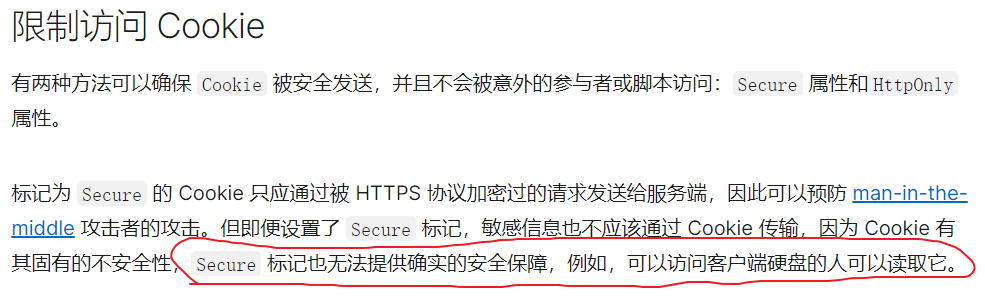 限制访问 Cookie
有两种方法可以确保 Cookie 被安全发送，并且不会被意外的参与者或脚本访问：Secure 属性和 HttpOnly
属性。
标记为 Secure 的 Cookie 只应通过被 HTTPS 协议加密过的请求发送给服务端，因此可以预防 man-in-the-
middle 攻击者的攻击。但即便设置了 Secure 标记，敏感信息也不应该通过 Cookie 传输，因为 Cookie 有
其固有的不安全性，Secure 标记也无法提供确实的安全保障，例如，可以访问客户端硬盘的人可以读取它。